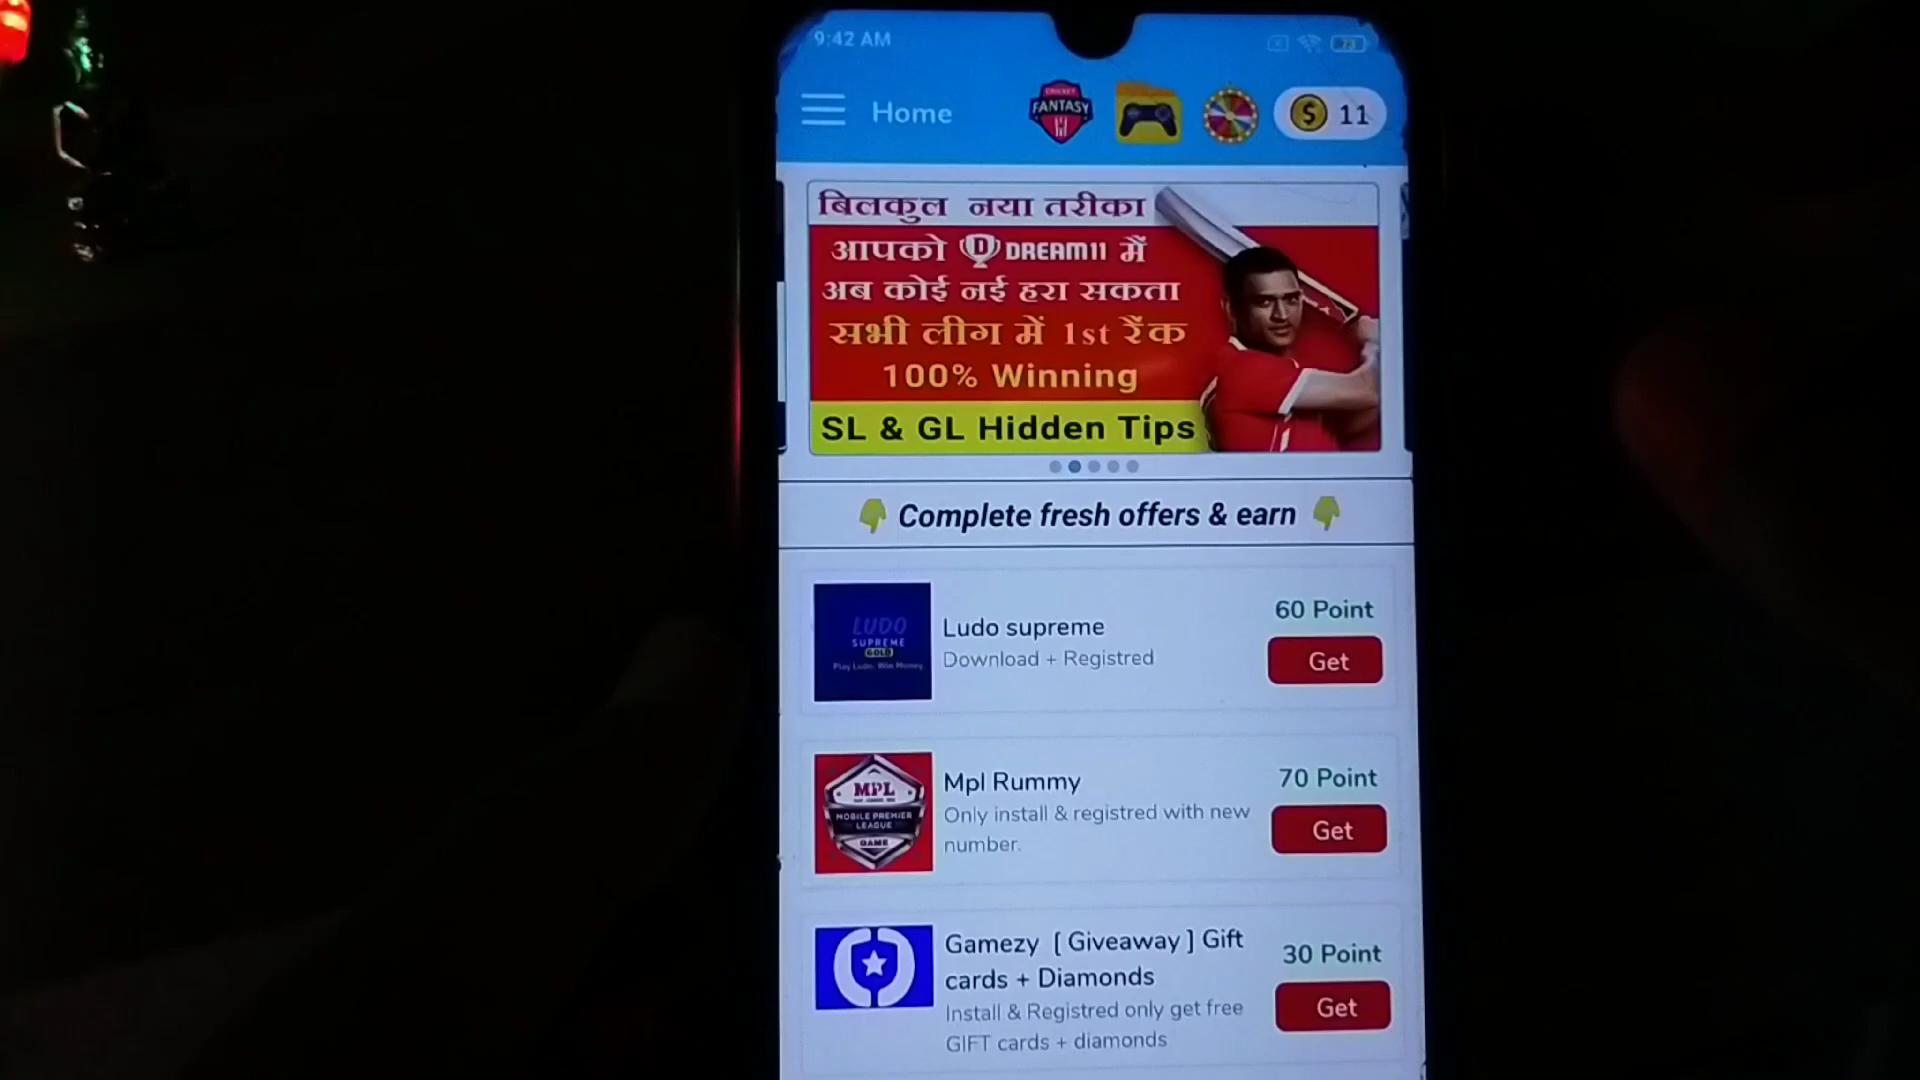 9:42 AM
73
Home
CRICKET
FANTASY
11
बिलकुल नया तरीका
आपको DREAM11 में
अब कोई नई हरा सकता
सभी लीग में 1st रैंक
100% Winning
SL & GL Hidden Tips
Complete fresh offers & earn
LUDO
SUPREME
GOLD
Play Ludo. Win Money
Ludo supreme
Download + Registred
60 Point
Get
MPL
MOBILE PREMIER
LEAGUE
GAME
Mpl Rummy
Only install & registred with new
number.
70 Point
Get
Gamezy [ Giveaway ] Gift
cards + Diamonds
Install & Registred only get free
GIFT cards + diamonds
30 Point
Get